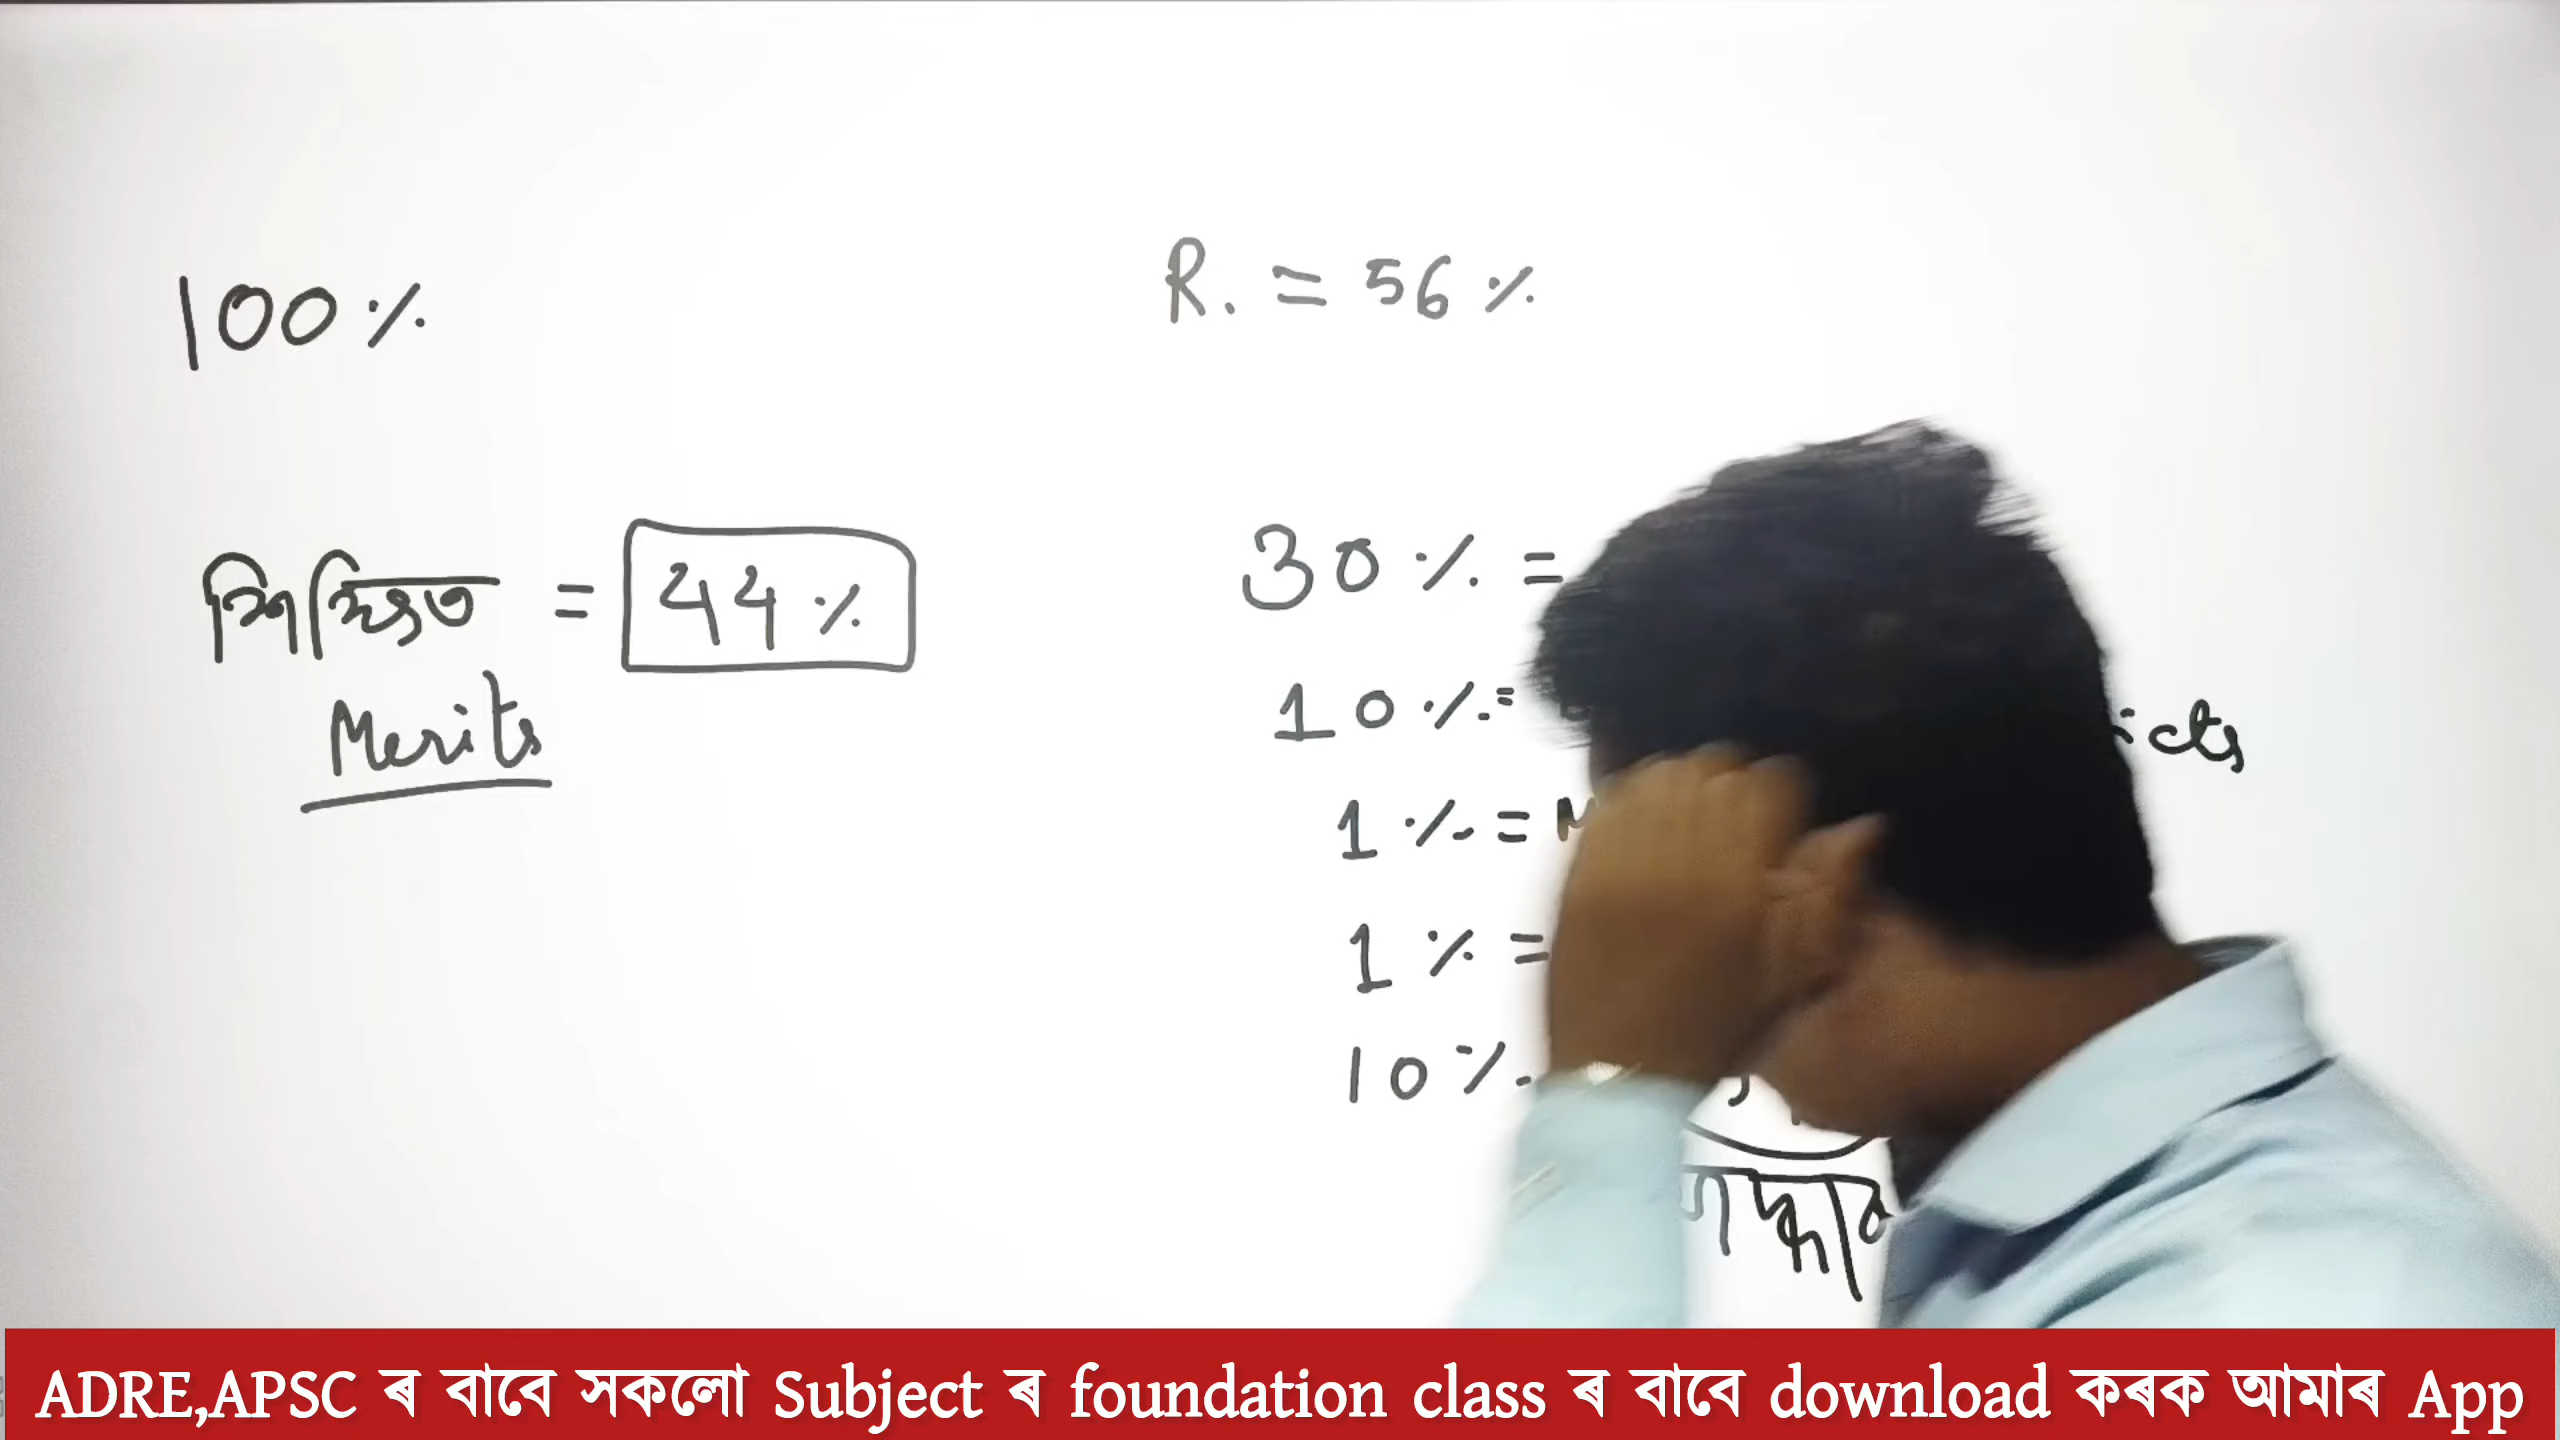 100%
R. = 56%
শিক্ষিত = 44%
Merits
30% =
10% =
1% =
1% =
10%
ADRE,APSC ৰ বাবে সকলো Subject ৰ foundation class ৰ বাবে download কৰক আমাৰ App